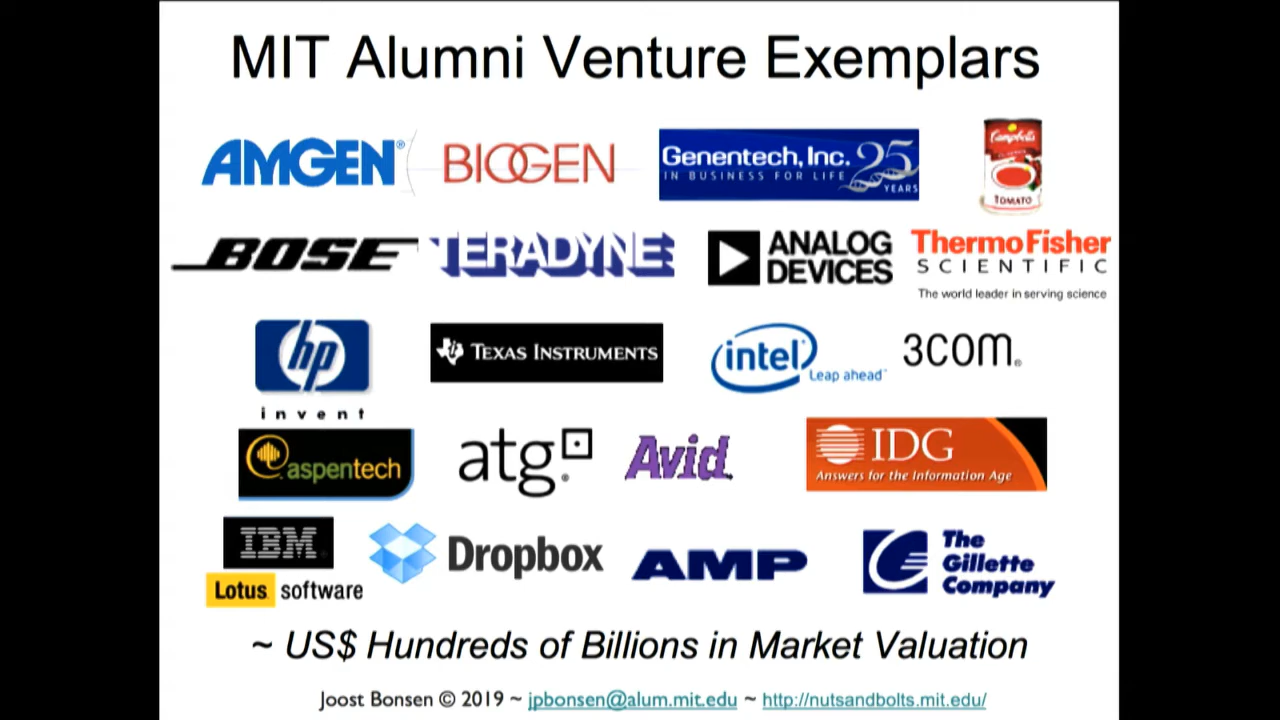 MIT Alumni Venture Exemplars
AMGEN®
BIOGEN
Genentech, Inc. 25
IN BUSINESS FOR LIFE YEARS
Campbell's
TOMATO
BOSE
TERADYNE
ANALOG
DEVICES
ThermoFisher
SCIENTIFIC
The world leader in serving science
hp
invent
TEXAS INSTRUMENTS
intel
Leap ahead™
3COM®
aspentech
atg®
Avid
IDG
Answers for the Information Age
IBM
Lotus software
Dropbox
AMP
The
Gillette
Company
~ US$ Hundreds of Billions in Market Valuation
Joost Bonsen © 2019 ~ jpbonsen@alum.mit.edu ~ http://nutsandbolts.mit.edu/